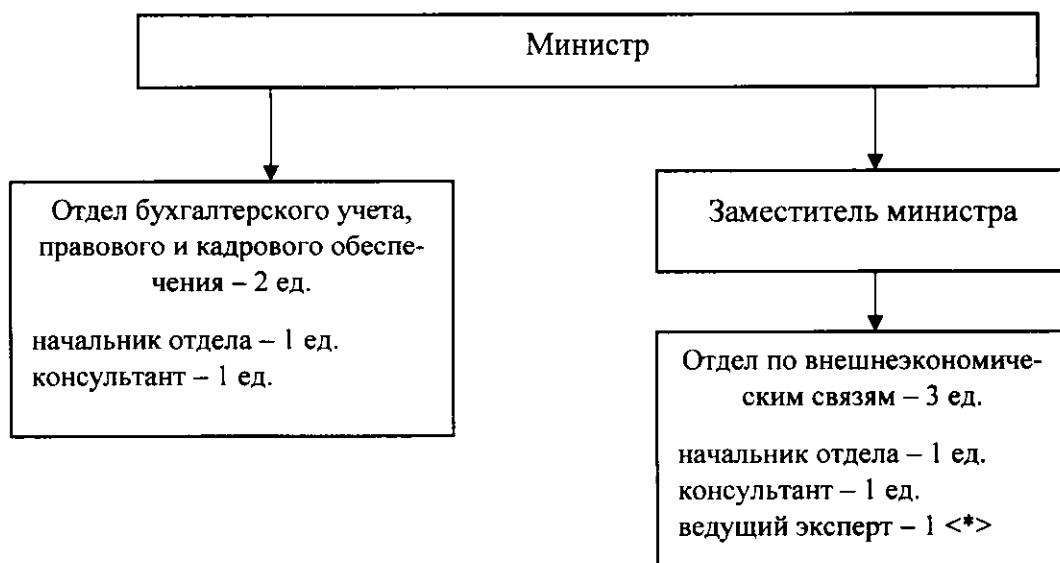 Министр
Отдел бухгалтерского учета,
правового и кадрового обеспе-
чения – 2 ед.
начальник отдела – 1 ед.
консультант – 1 ед.
Заместитель министра
Отдел по внешнеэкономиче-
ским связям – 3 ед.
начальник отдела – 1 ед.
консультант – 1 ед.
ведущий эксперт – 1 <*>